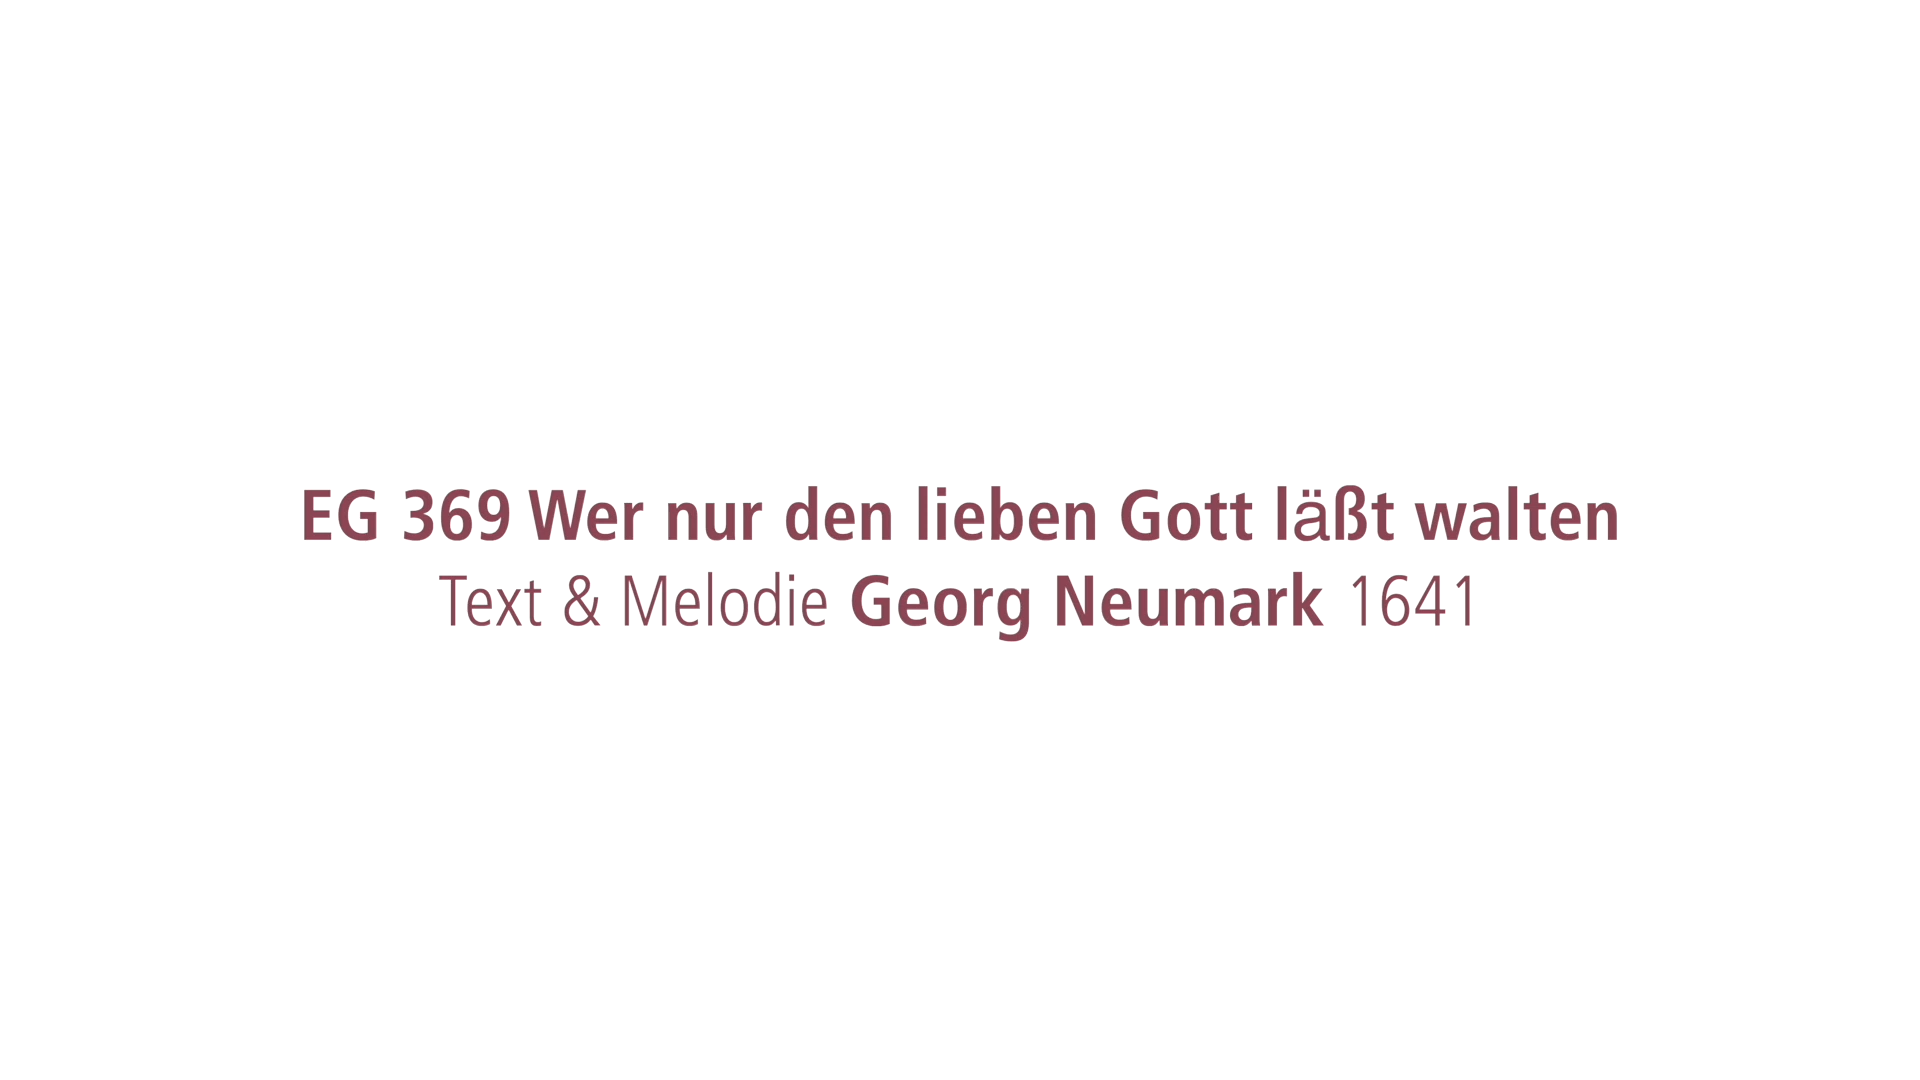 EG 369 Wer nur den lieben Gott läßt walten
Text & Melodie Georg Neumark 1641